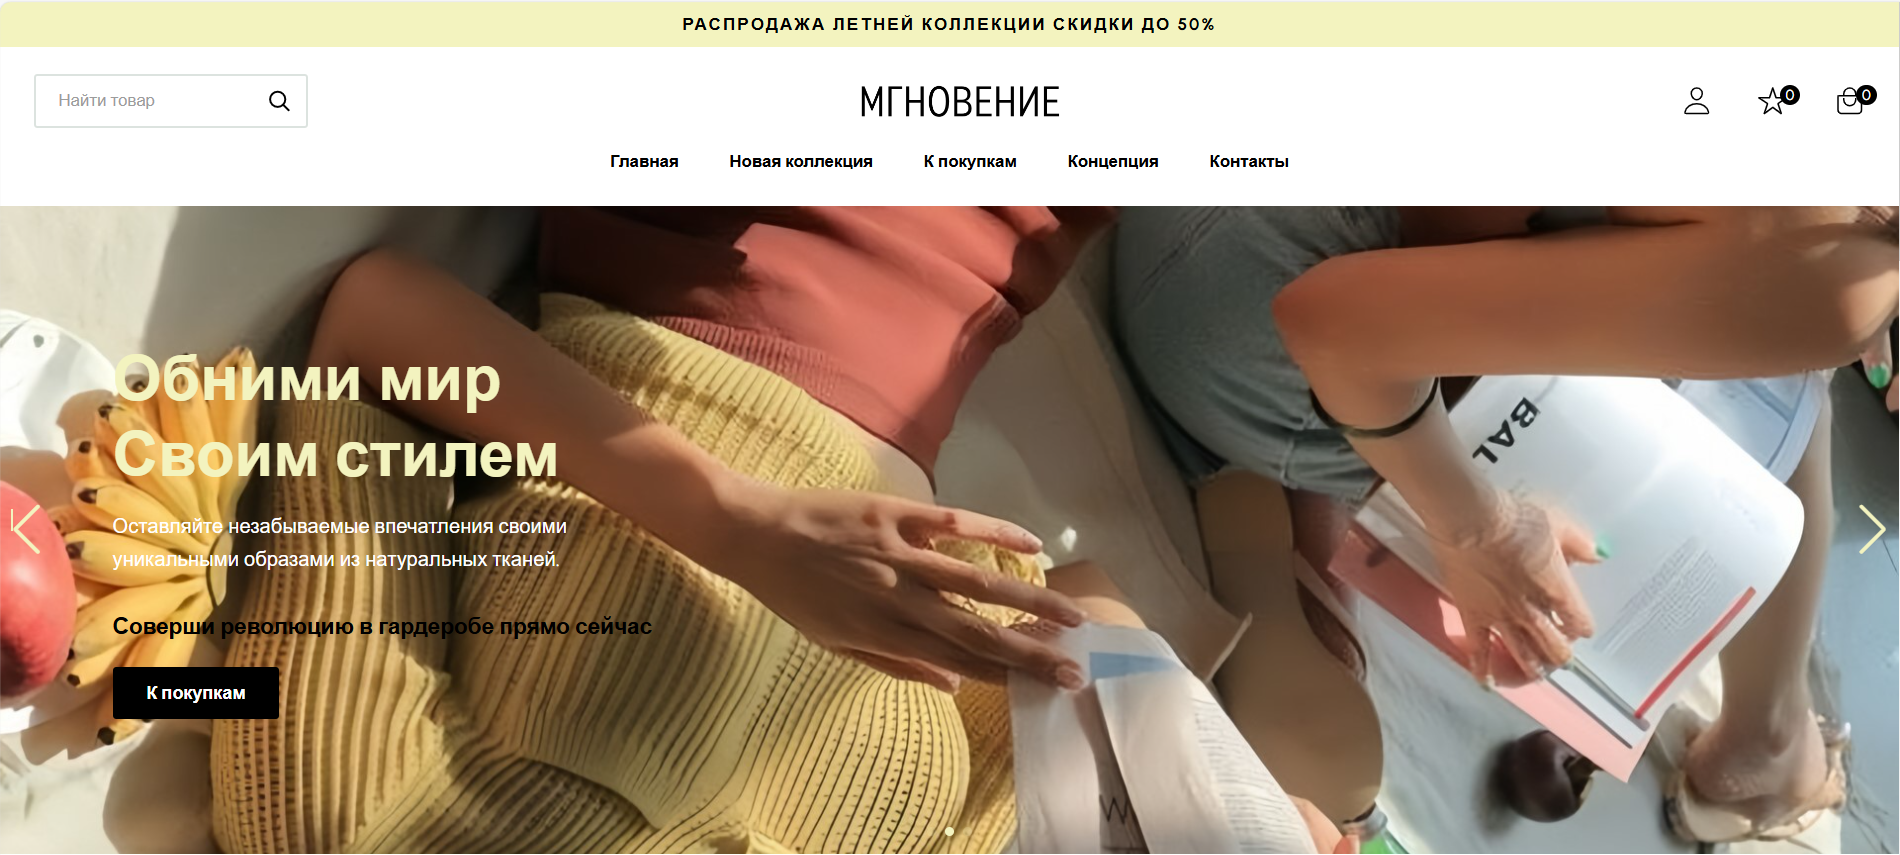 РАСПРОДАЖА ЛЕТНЕЙ КОЛЛЕКЦИИ СКИДКИ ДО 50%
Найти товар
МГНОВЕНИЕ
0
0
Главная Новая коллекция К покупкам Концепция Контакты
Обними мир
Своим стилем
BAL
Оставляйте незабываемые впечатления своими
уникальными образами из натуральных тканей.
Соверши революцию в гардеробе прямо сейчас
К покупкам